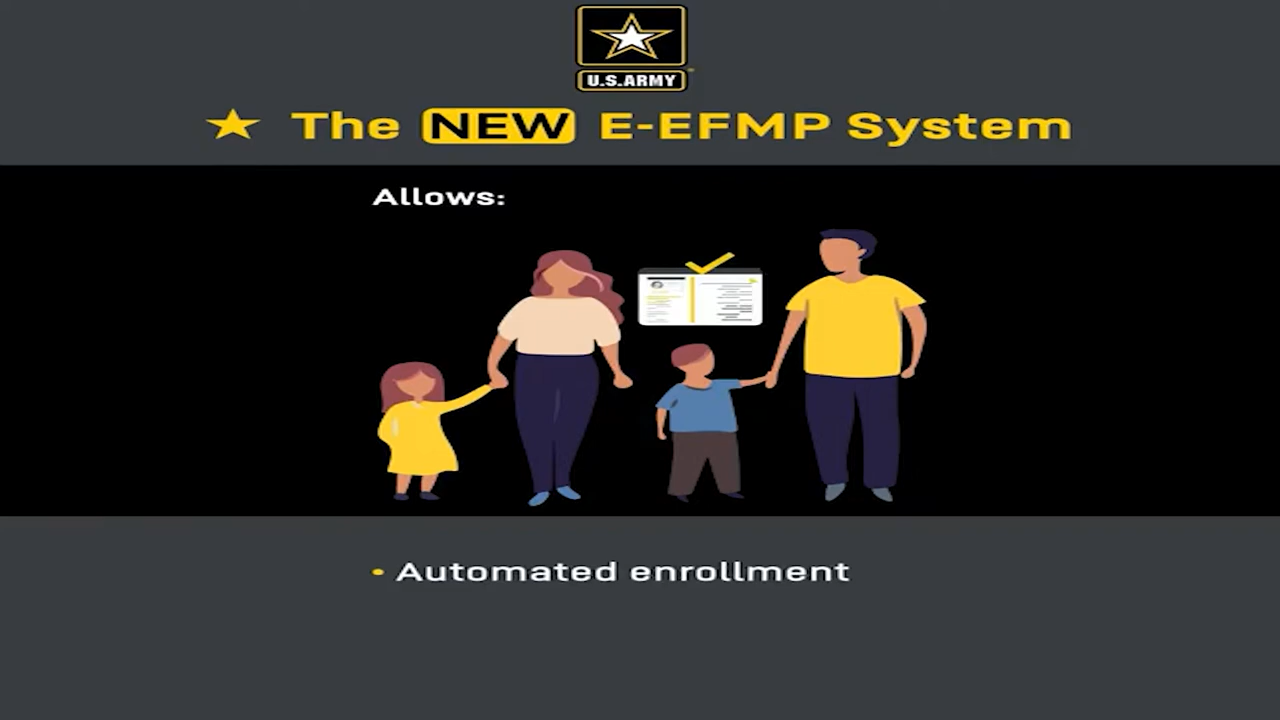 U.S.ARMY
The NEW E-EFMP System
Allows:
• Automated enrollment